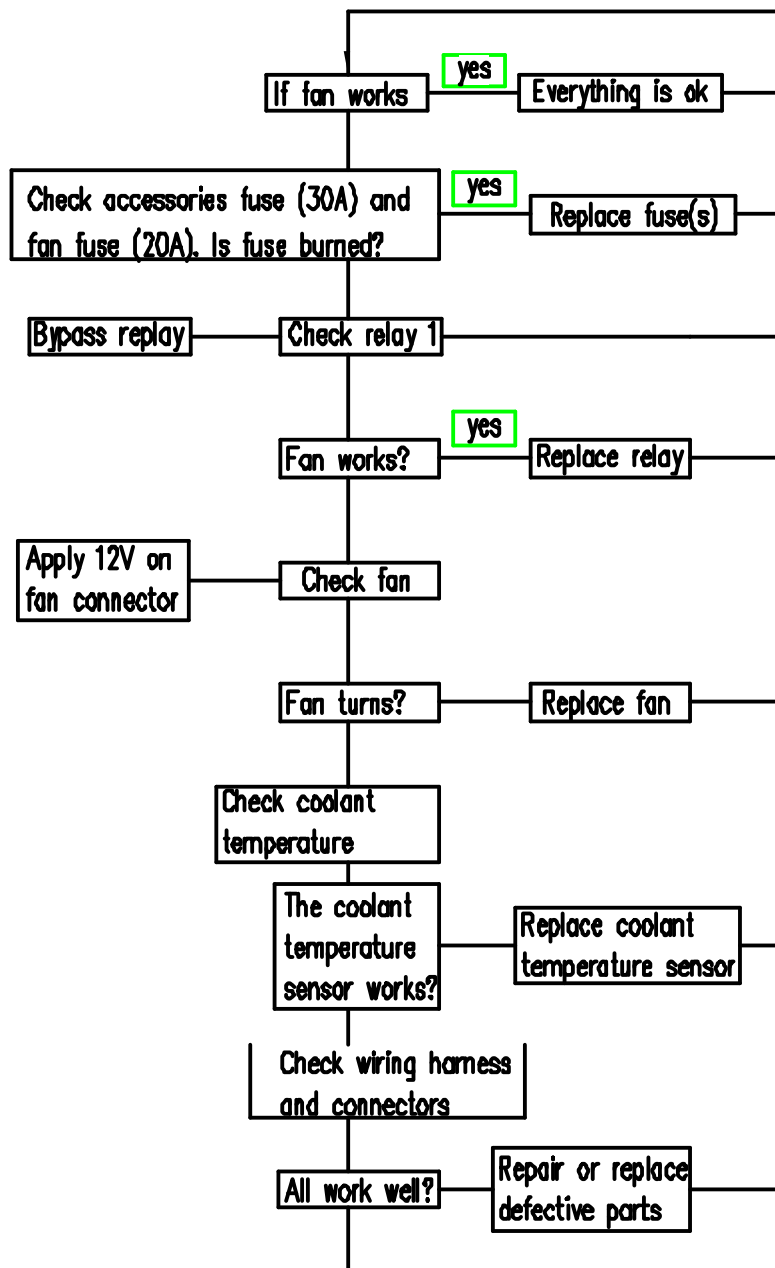 yes
If fan works
Everything is ok
Check accessories fuse (30A) and
fan fuse (20A). Is fuse burned?
yes
Replace fuse(s)
Bypass replay
Check relay 1
yes
Fan works?
Replace relay
Apply 12V on
fan connector
Check fan
Fan turns?
Replace fan
Check coolant
temperature
The coolant
temperature
sensor works?
Replace coolant
temperature sensor
Check wiring harness
and connectors
All work well?
Repair or replace
defective parts